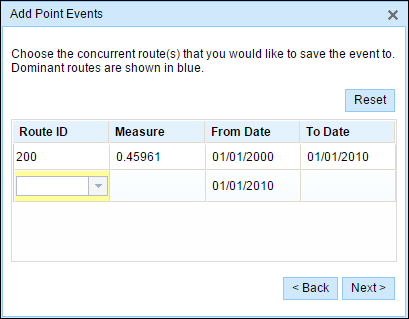 Add Point Events
Choose the concurrent route(s) that you would like to save the event to.
Dominant routes are shown in blue.
Reset
Route ID Measure From Date To Date
200 0.45961 01/01/2000 01/01/2010
01/01/2010
< Back Next >